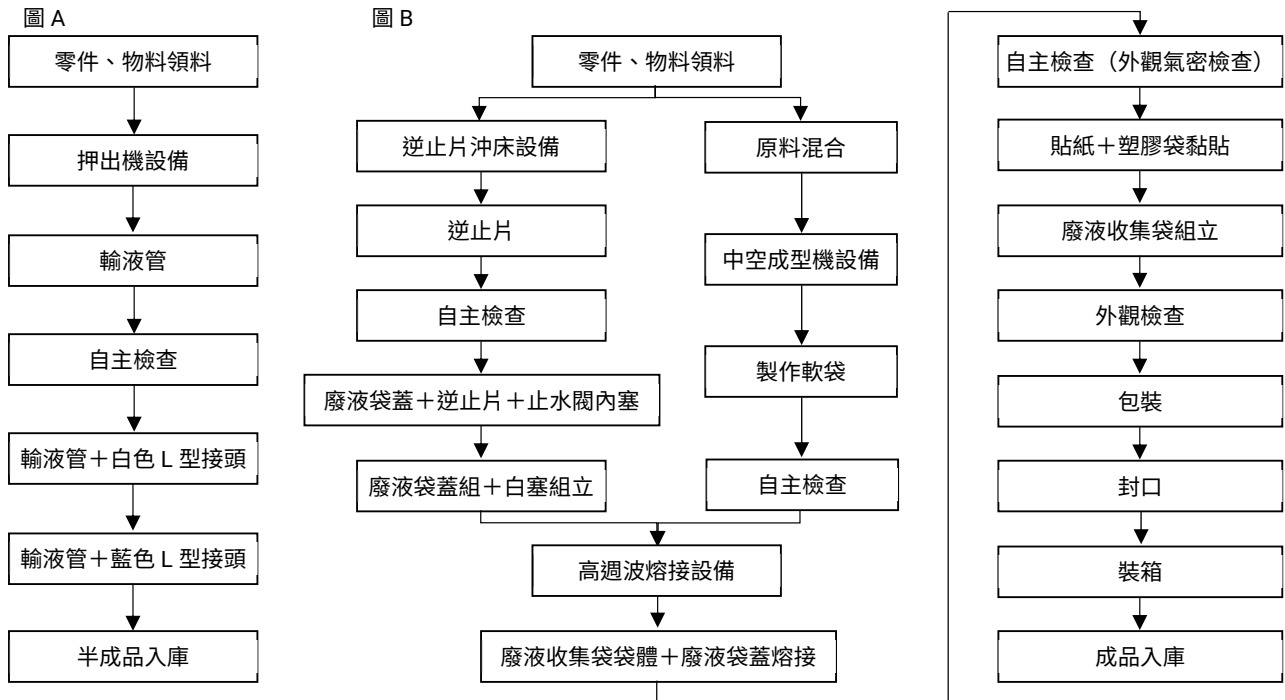 圖 A
零件、物料領料
押出機設備
輸液管
自主檢查
輸液管＋白色 L 型接頭
輸液管＋藍色 L 型接頭
半成品入庫
圖 B
零件、物料領料
逆止片沖床設備
逆止片
自主檢查
廢液袋蓋＋逆止片＋止水閥內塞
廢液袋蓋組＋白塞組立
原料混合
中空成型機設備
製作軟袋
自主檢查
高週波熔接設備
廢液收集袋袋體＋廢液袋蓋熔接
自主檢查（外觀氣密檢查）
貼紙＋塑膠袋黏貼
廢液收集袋組立
外觀檢查
包裝
封口
裝箱
成品入庫